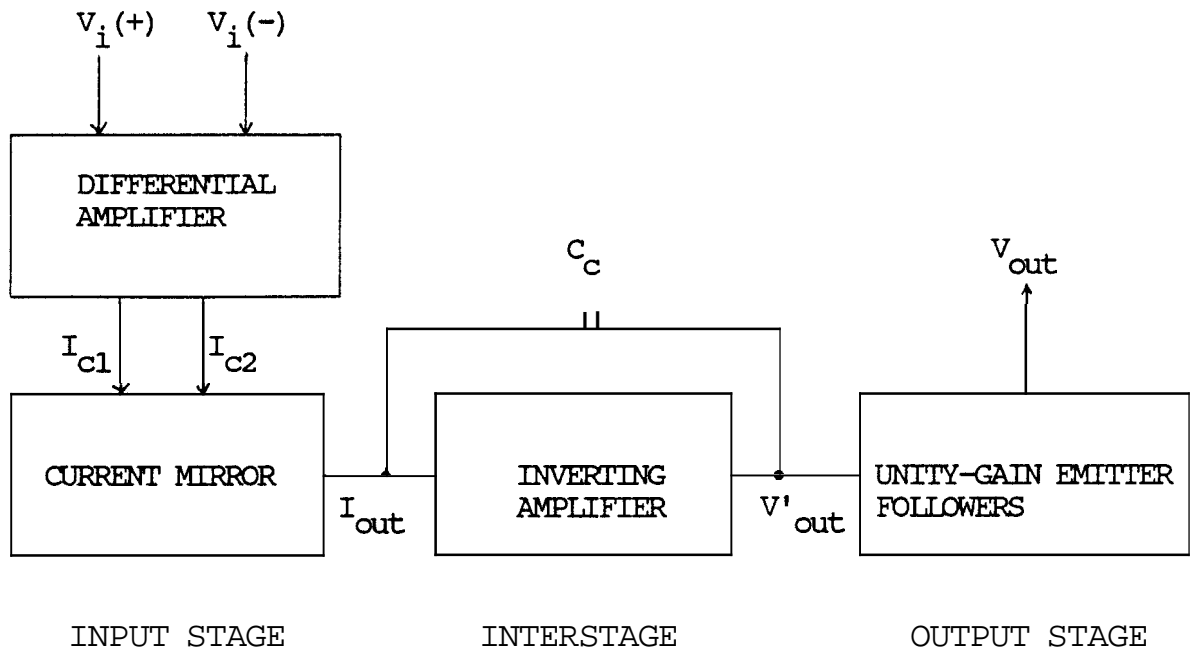 V_i(+) V_i(-)
DIFFERENTIAL
AMPLIFIER
C_c
V_out
I_c1 I_c2
CURRENT MIRROR
I_out
INVERTING
AMPLIFIER
V'_out
UNITY-GAIN EMITTER
FOLLOWERS
INPUT STAGE
INTERSTAGE
OUTPUT STAGE